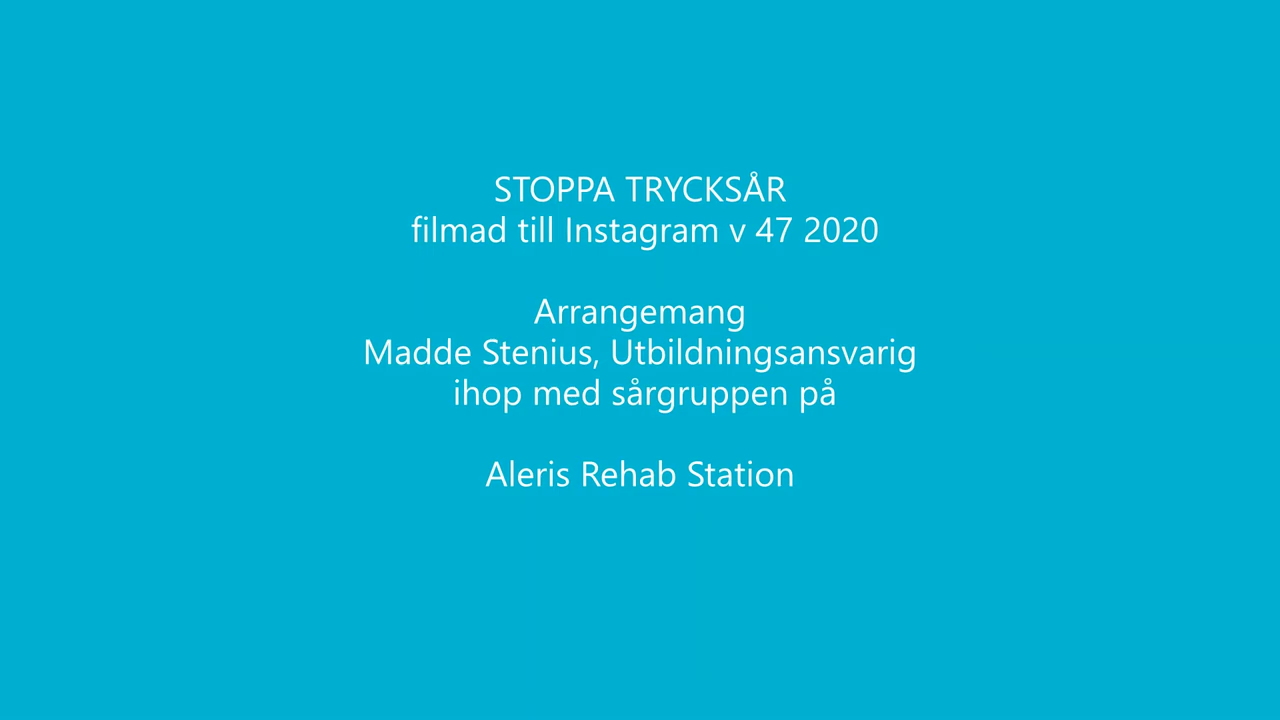 STOPPA TRYCKSÅR
filmad till Instagram v 47 2020
Arrangemang
Madde Stenius, Utbildningsansvarig
ihop med sårgruppen på
Aleris Rehab Station